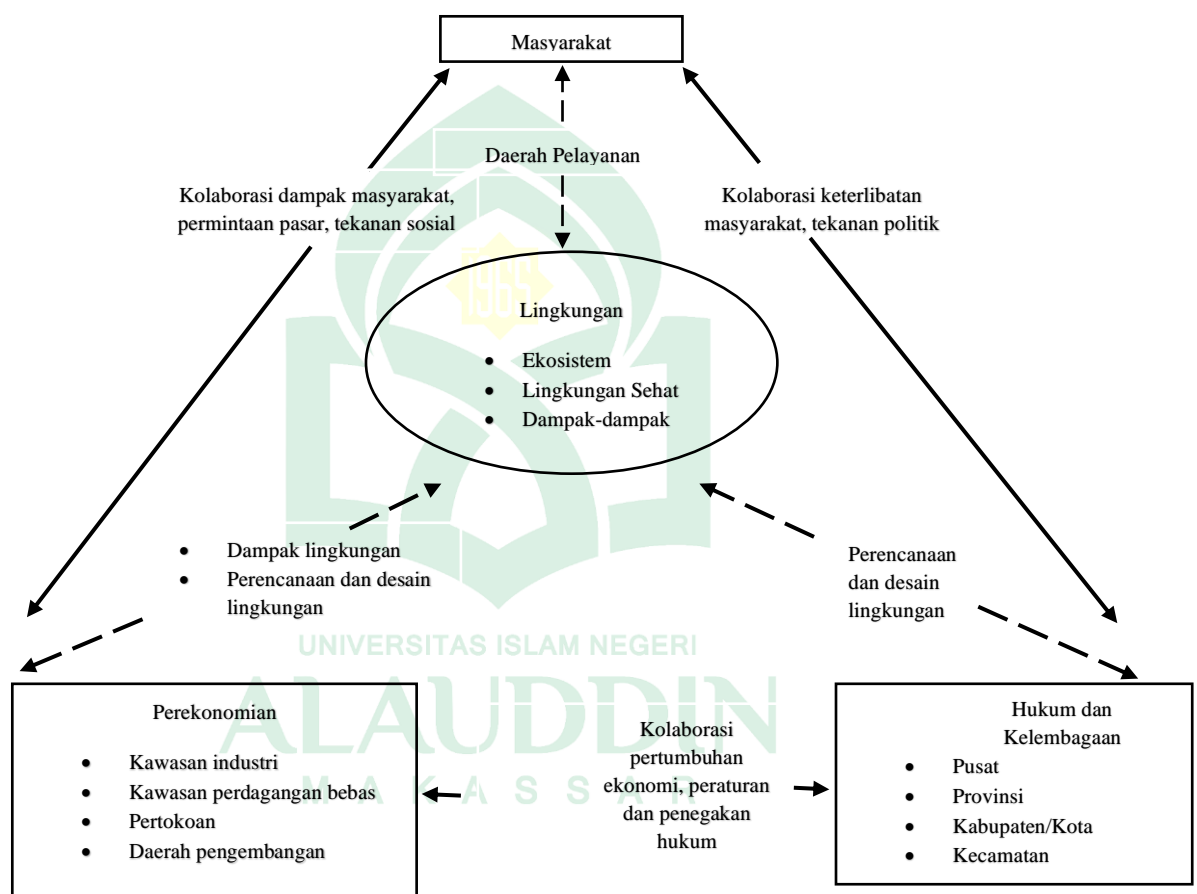 Masyarakat
Daerah Pelayanan
Kolaborasi dampak masyarakat,
permintaan pasar, tekanan sosial
Kolaborasi keterlibatan
masyarakat, tekanan politik
1965
Lingkungan
• Ekosistem
• Lingkungan Sehat
• Dampak-dampak
• Dampak lingkungan
• Perencanaan dan desain
lingkungan
Perencanaan
dan desain
lingkungan
UNIVERSITAS ISLAM NEGERI
ALAUDDIN
MAKASSAR
Perekonomian
• Kawasan industri
• Kawasan perdagangan bebas
• Pertokoan
• Daerah pengembangan
Kolaborasi
pertumbuhan
ekonomi, peraturan
dan penegakan
hukum
Hukum dan
Kelembagaan
• Pusat
• Provinsi
• Kabupaten/Kota
• Kecamatan